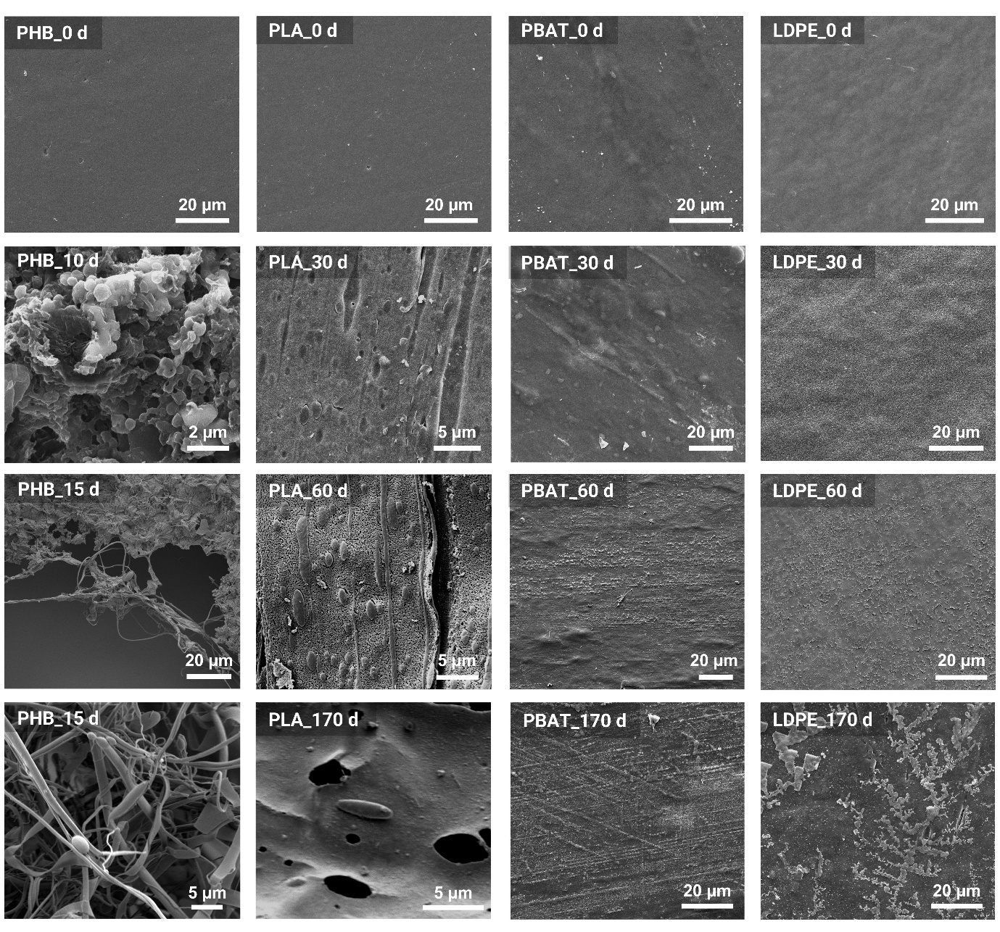 PHB_0 d
PLA_0 d
PBAT_0 d
LDPE_0 d
20 µm
20 µm
20 µm
20 µm
PHB_10 d
PLA_30 d
PBAT_30 d
LDPE_30 d
2 µm
5 µm
20 µm
20 µm
PHB_15 d
PLA_60 d
PBAT_60 d
LDPE_60 d
20 µm
5 µm
20 µm
20 µm
PHB_15 d
PLA_170 d
PBAT_170 d
LDPE_170 d
5 µm
5 µm
20 µm
20 µm